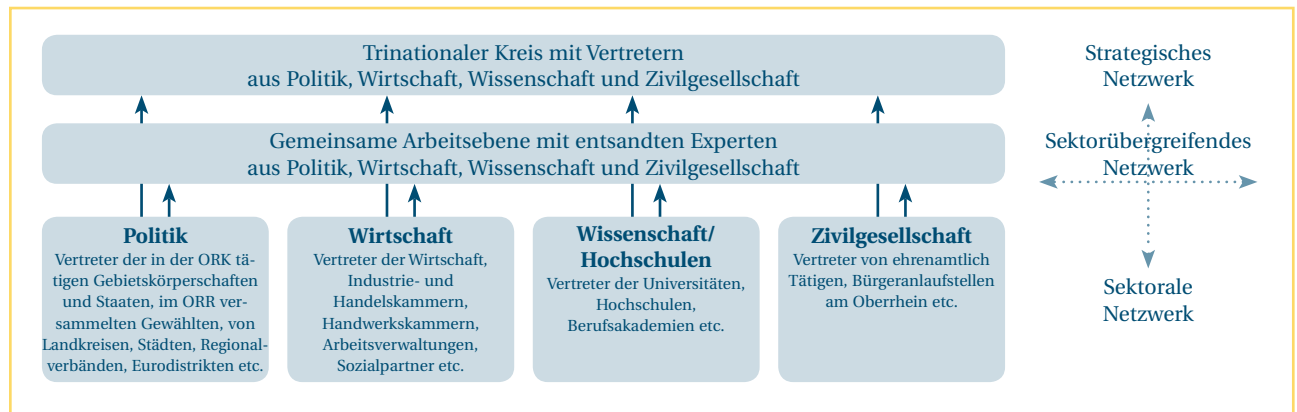 Trinationaler Kreis mit Vertretern
aus Politik, Wirtschaft, Wissenschaft und Zivilgesellschaft
Strategisches
Netzwerk
Gemeinsame Arbeitsebene mit entsandten Experten
aus Politik, Wirtschaft, Wissenschaft und Zivilgesellschaft
Sektorübergreifendes
Netzwerk
Politik
Vertreter der in der ORK tä-
tigen Gebietskörperschaften
und Staaten, im ORR ver-
sammelten Gewählten, von
Landkreisen, Städten, Regional-
verbänden, Eurodistrikten etc.
Wirtschaft
Vertreter der Wirtschaft,
Industrie- und
Handelskammern,
Handwerkskammern,
Arbeitsverwaltungen,
Sozialpartner etc.
Wissenschaft/
Hochschulen
Vertreter der Universitäten,
Hochschulen,
Berufsakademien etc.
Zivilgesellschaft
Vertreter von ehrenamtlich
Tätigen, Bürgeranlaufstellen
am Oberrhein etc.
Sektorale
Netzwerk